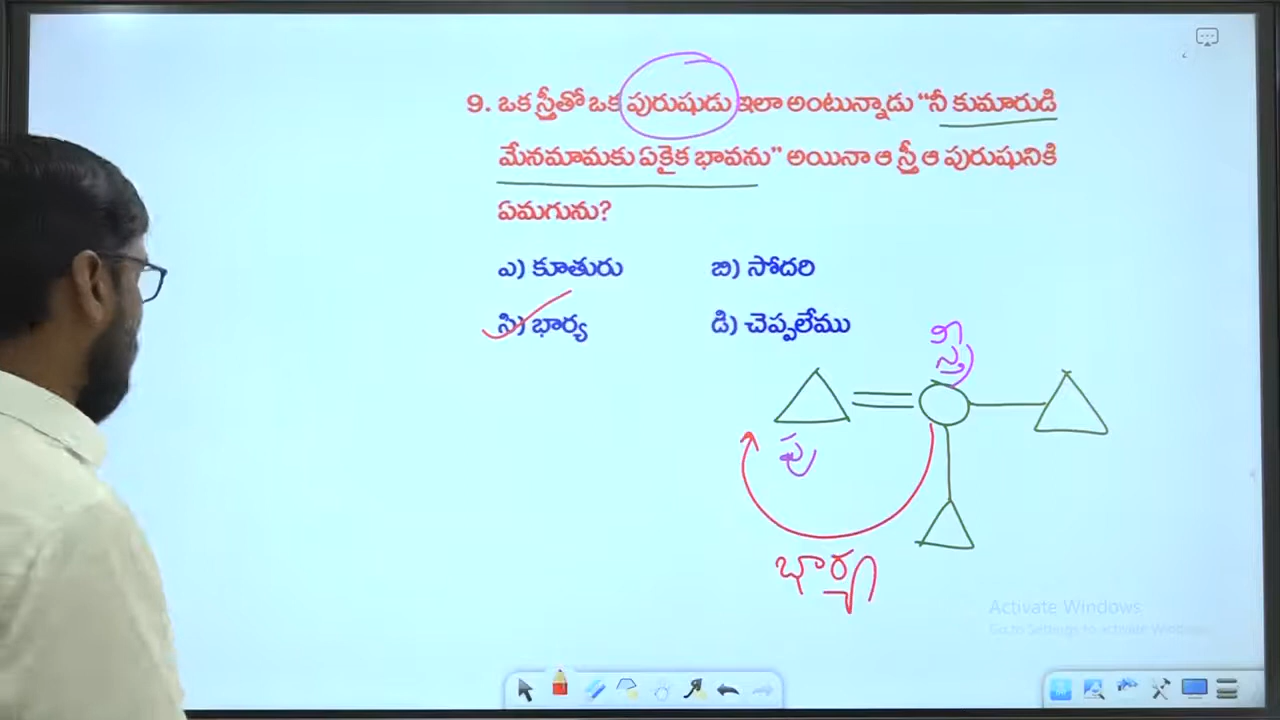 9. ఒక స్త్రీతో ఒక పురుషుడు ఇలా అంటున్నాడు “నీ కుమారుడి
మేనమామకు ఏకైక భావను” అయినా ఆ స్త్రీ ఆ పురుషునికి
ఏమగును?
ఎ) కూతురు బి) సోదరి
సి) భార్య డి) చెప్పలేము
స్త్రీ
పు
భార్య
Activate Windows
Go to Settings to activate Windows.